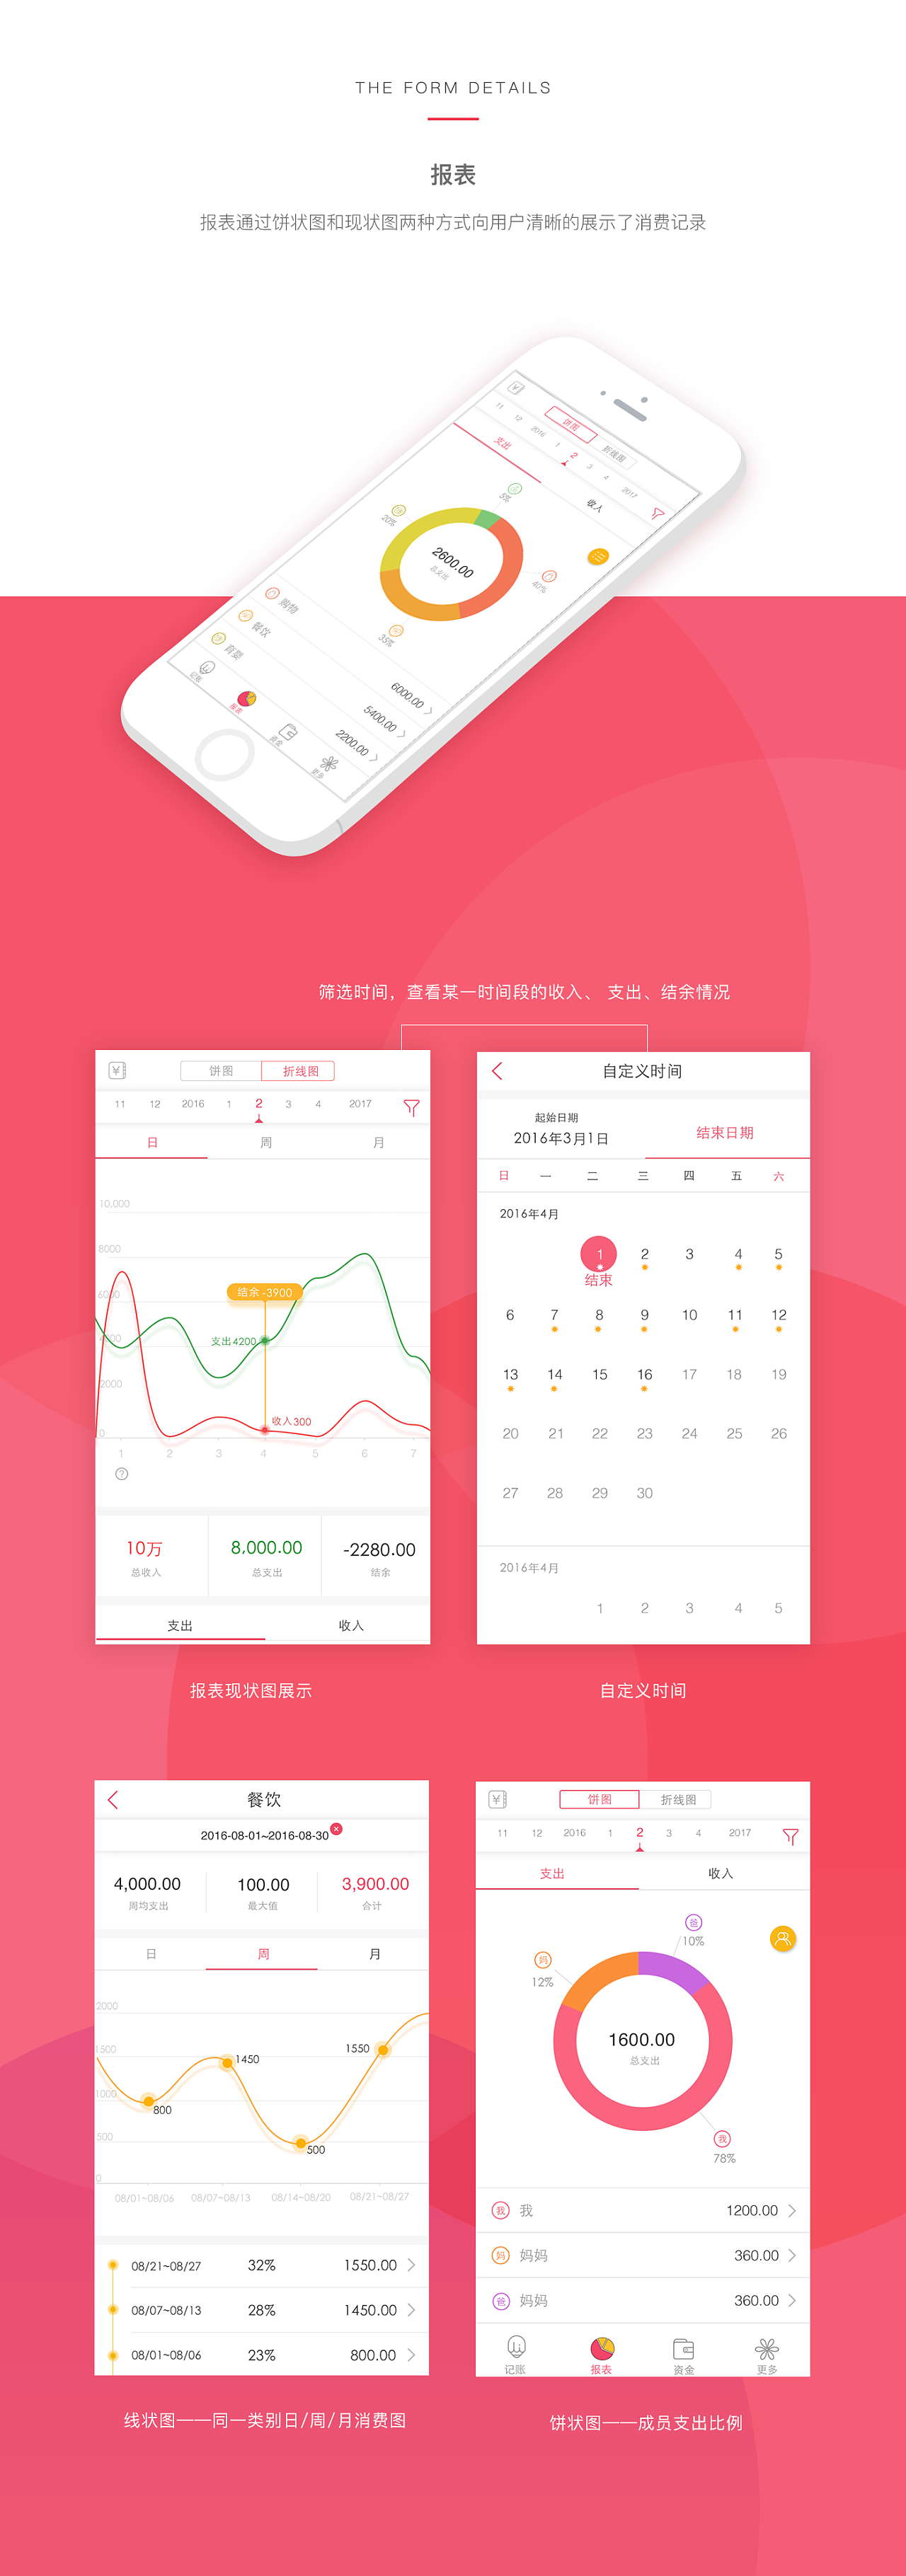 THE FORM DETAILS
报表
报表通过饼状图和现状图两种方式向用户清晰的展示了消费记录
饼图 折线图
11 12 2016 1 2 3 4 2017
支出 收入
5%
20%
2600.00
总支出
40%
35%
购物 6000.00
餐饮 5400.00
育婴 2200.00
记账 报表 资金 更多
筛选时间，查看某一时间段的收入、 支出、结余情况
饼图 折线图
11 12 2016 1 2 3 4 2017
日 周 月
10,000
8000
6000
4000
2000
0
结余 -3900
支出4200
收入300
1 2 3 4 5 6 7
?
10万 8,000.00 -2280.00
总收入 总支出 结余
支出 收入
报表现状图展示
自定义时间
起始日期
2016年3月1日
结束日期
日 一 二 三 四 五 六
2016年4月
1 2 3 4 5
结束
6 7 8 9 10 11 12
13 14 15 16 17 18 19
20 21 22 23 24 25 26
27 28 29 30
2016年4月
1 2 3 4 5
自定义时间
餐饮
2016-08-01~2016-08-30
4,000.00 100.00 3,900.00
周均支出 最大值 合计
日 周 月
2000
1500
1000
500
0
800
1450
500
1550
08/01~08/06 08/07~08/13 08/14~08/20 08/21~08/27
08/21~08/27 32% 1550.00
08/07~08/13 28% 1450.00
08/01~08/06 23% 800.00
线状图——同一类别日/周/月消费图
¥ 饼图 折线图
11 12 2016 1 2 3 4 2017
支出 收入
爸
10%
妈
12%
1600.00
总支出
我
78%
我 我 1200.00
妈 妈妈 360.00
爸 妈妈 360.00
记账 报表 资金 更多
饼状图——成员支出比例